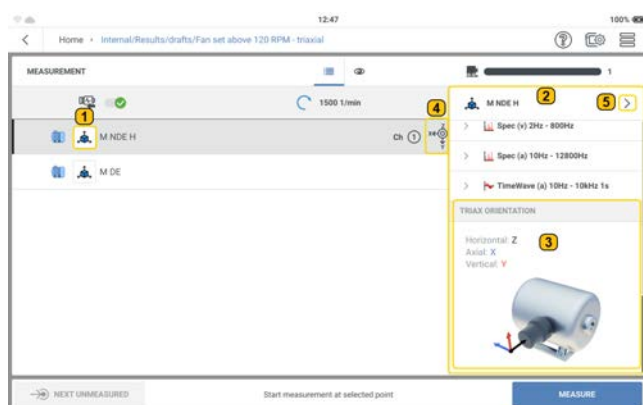 12:47
100%
Home • Internal/Results/drafts/Fan set above 120 RPM - triaxial
MEASUREMENT
1
1500 1/min
M NDE H
2
5
1
4
M NDE H
Ch 1
X
Z
Y
Spec (v) 2Hz - 800Hz
Spec (a) 10Hz - 12800Hz
M DE
TimeWave (a) 10Hz - 10kHz 1s
TRIAX ORIENTATION
Horizontal: Z
3
Axial: X
Vertical: Y
NEXT UNMEASURED
Start measurement at selected point
MEASURE